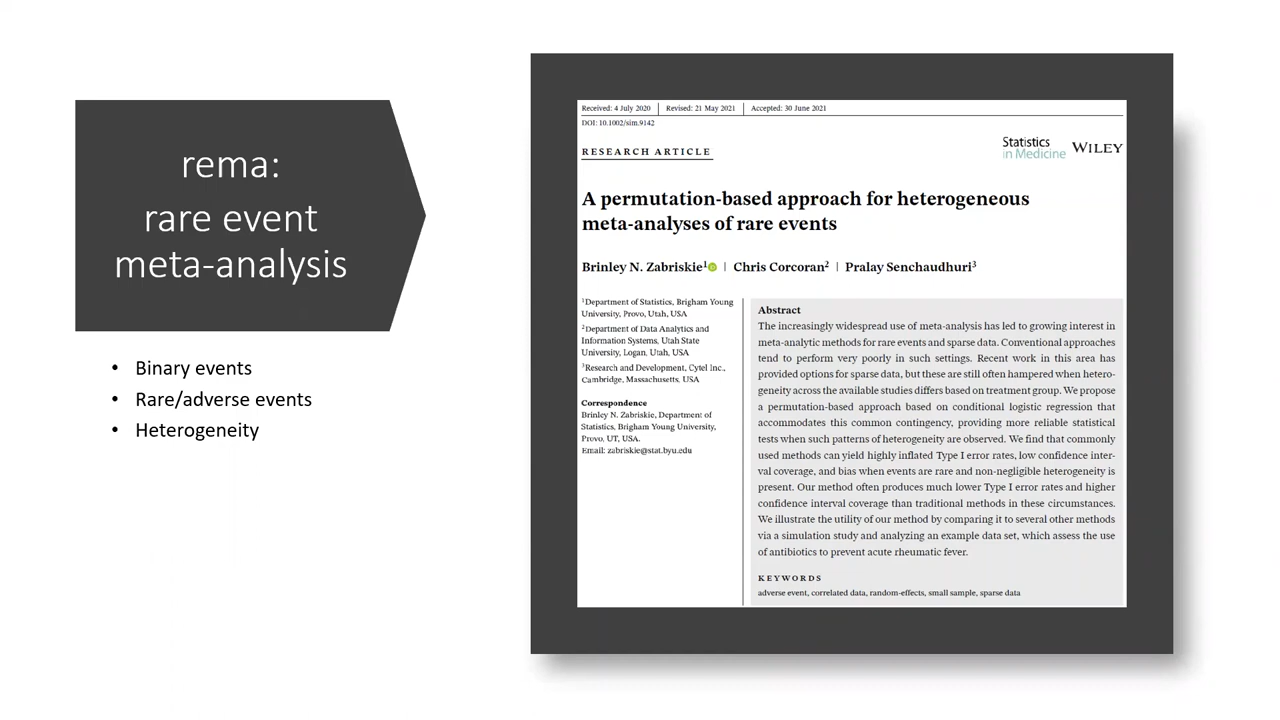 rema:
rare event
meta-analysis
• Binary events
• Rare/adverse events
• Heterogeneity
Received: 4 July 2020 | Revised: 21 May 2021 | Accepted: 30 June 2021
DOI: 10.1002/sim.9142
RESEARCH ARTICLE
Statistics
in Medicine WILEY
A permutation-based approach for heterogeneous
meta-analyses of rare events
Brinley N. Zabriskie¹ | Chris Corcoran² | Pralay Senchaudhuri³
¹Department of Statistics, Brigham Young
University, Provo, Utah, USA
²Department of Data Analytics and
Information Systems, Utah State
University, Logan, Utah, USA
³Research and Development, Cytel Inc.,
Cambridge, Massachusetts, USA
Correspondence
Brinley N. Zabriskie, Department of
Statistics, Brigham Young University,
Provo, UT, USA.
Email: zabriskie@stat.byu.edu
Abstract
The increasingly widespread use of meta-analysis has led to growing interest in
meta-analytic methods for rare events and sparse data. Conventional approaches
tend to perform very poorly in such settings. Recent work in this area has
provided options for sparse data, but these are still often hampered when hetero-
geneity across the available studies differs based on treatment group. We propose
a permutation-based approach based on conditional logistic regression that
accommodates this common contingency, providing more reliable statistical
tests when such patterns of heterogeneity are observed. We find that commonly
used methods can yield highly inflated Type I error rates, low confidence inter-
val coverage, and bias when events are rare and non-negligible heterogeneity is
present. Our method often produces much lower Type I error rates and higher
confidence interval coverage than traditional methods in these circumstances.
We illustrate the utility of our method by comparing it to several other methods
via a simulation study and analyzing an example data set, which assess the use
of antibiotics to prevent acute rheumatic fever.
KEYWORDS
adverse event, correlated data, random-effects, small sample, sparse data